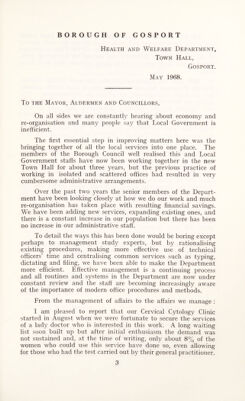 BOROUGH OF GOSPORT
Health and Welfare Department,
Town Hall,
Gosport.
May 1968.
To the Mayor, Aldermen and Councillors,
On all sides we are constantly hearing about economy and
re-organisation and many people say that Local Government is
inefficient.
The first essential step in improving matters here was the
bringing together of all the local services into one place. The
members of the Borough Council well realised this and Local
Government staffs have now been working together in the new
Town Hall for about three years, but the previous practice of
working in isolated and scattered offices had resulted in very
cumbersome administrative arrangements.
Over the past two years the senior members of the Depart-
ment have been looking closely at how we do our work and much
re-organisation has taken place with resulting financial savings.
We have been adding new services, expanding existing ones, and
there is a constant increase in our population but there has been
no increase in our administrative staff.
To detail the ways this has been done would be boring except
perhaps to management study experts, but by rationalising
existing procedures, making more effective use of technical
officers' time and centralising common services such as typing,
dictating and filing, we have been able to make the Department
more efficient. Effective management is a continuing process
and all routines and systems in the Department are now under
constant review and the staff are becoming increasingly aware
of the importance of modern office procedures and methods.
From the management of affairs to the affairs we manage:
I am pleased to report that our Cervical Cytology Clinic
started in August when we were fortunate to secure the services
of a lady doctor who is interested in this work. A long waiting
list soon built up but after initial enthusiasm the demand was
not sustained and, at the time of writing, only about 8% of the
women who could use this service have done so, even allowing
for those who had the test carried out by their general practitioner.
3